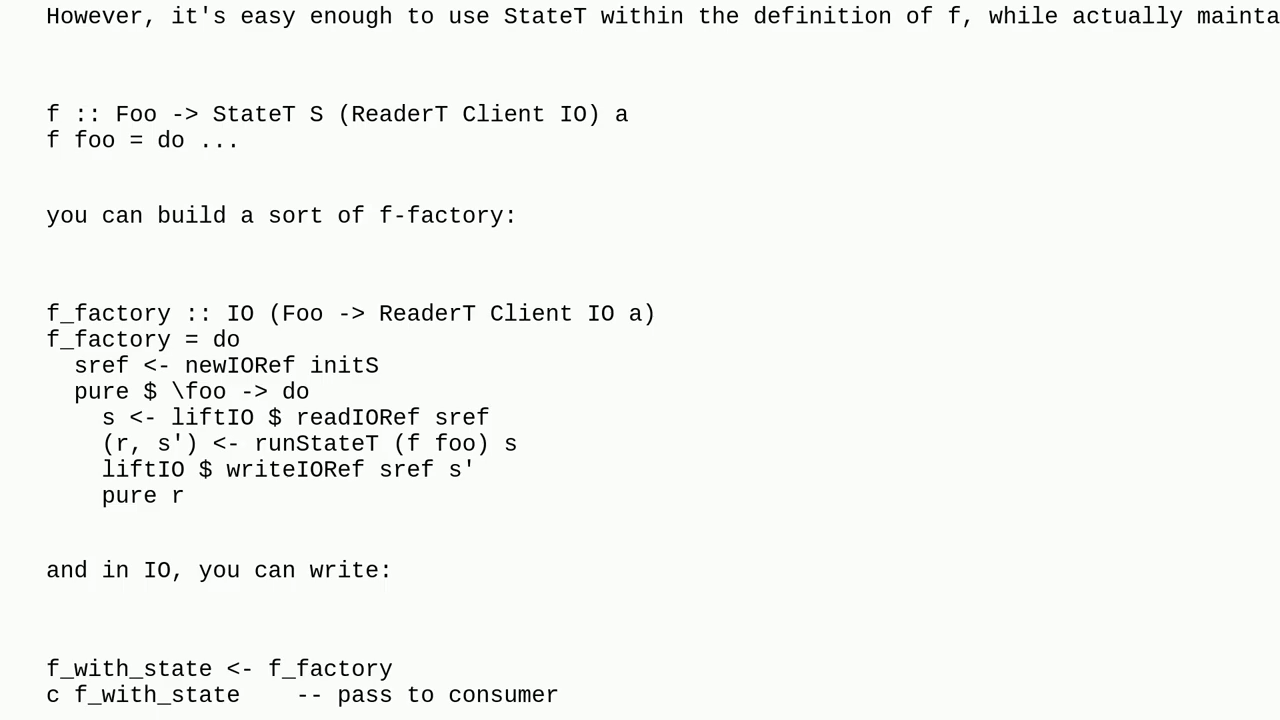 However, it's easy enough to use StateT within the definition of f, while actually
f :: Foo -> StateT S (ReaderT Client IO) a
f foo = do ...
you can build a sort of f-factory:
f_factory :: IO (Foo -> ReaderT Client IO a)
f_factory = do
  sref <- newIORef initS
  pure $ \foo -> do
    s <- liftIO $ readIORef sref
    (r, s') <- runStateT (f foo) s
    liftIO $ writeIORef sref s'
    pure r
and in IO, you can write:
f_with_state <- f_factory
c f_with_state    -- pass to consumer